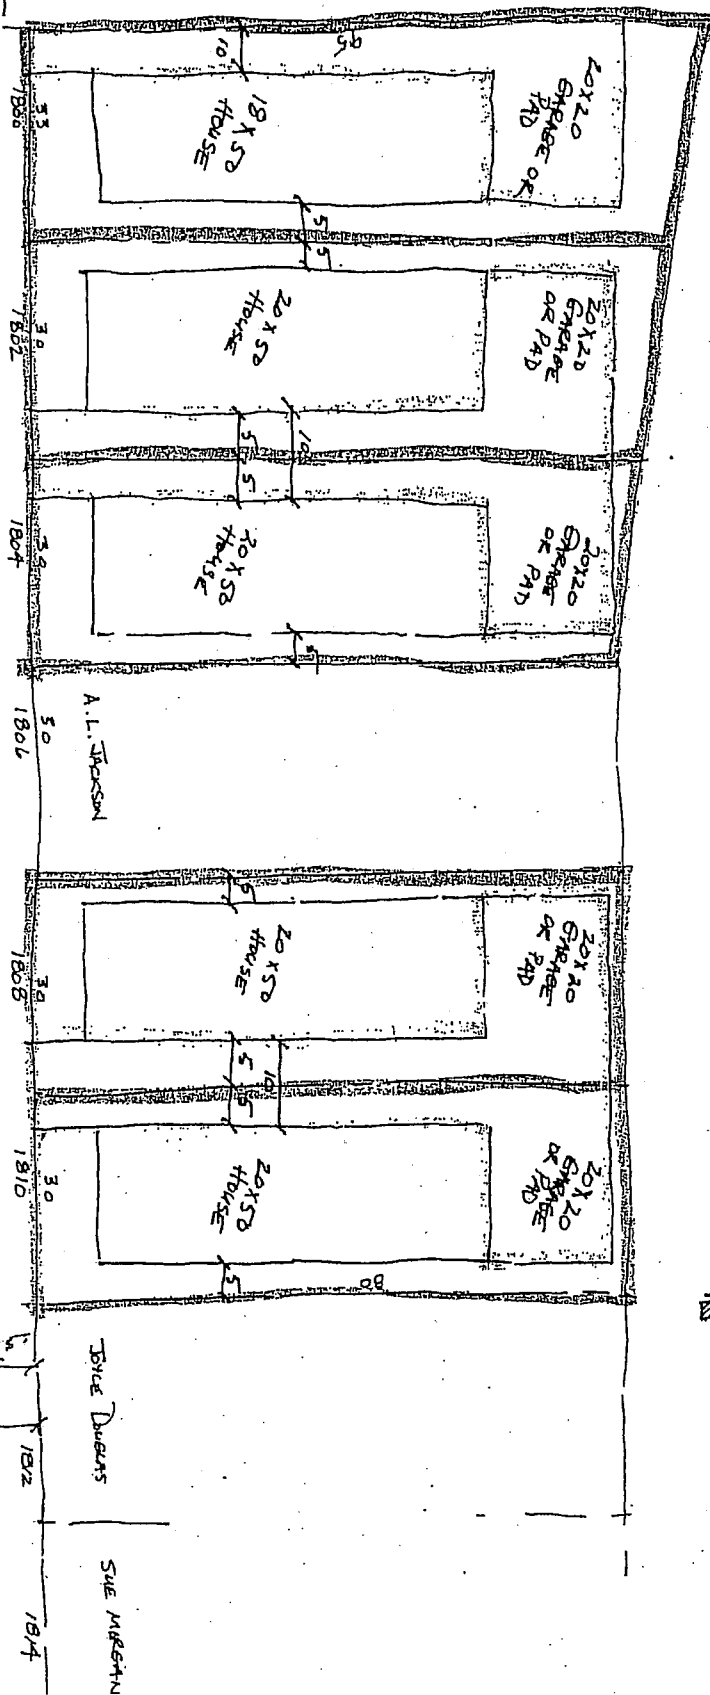 95
10
20X20
GARAGE OR
PAD
18 X 50
HOUSE
33
1800
5
5
20X20
GARAGE
OR PAD
20 X 50
HOUSE
30
1802
5
10
5
20X20
GARAGE
OR PAD
20 X 50
HOUSE
30
1804
5
A.L. JACKSON
30
1806
5
20X20
GARAGE
OR PAD
20 X 50
HOUSE
30
1808
5
10
5
20X20
GARAGE
OR PAD
20X50
HOUSE
30
1810
5
80
JOYCE DOUGLAS
1812
SUE MORGAN
1814